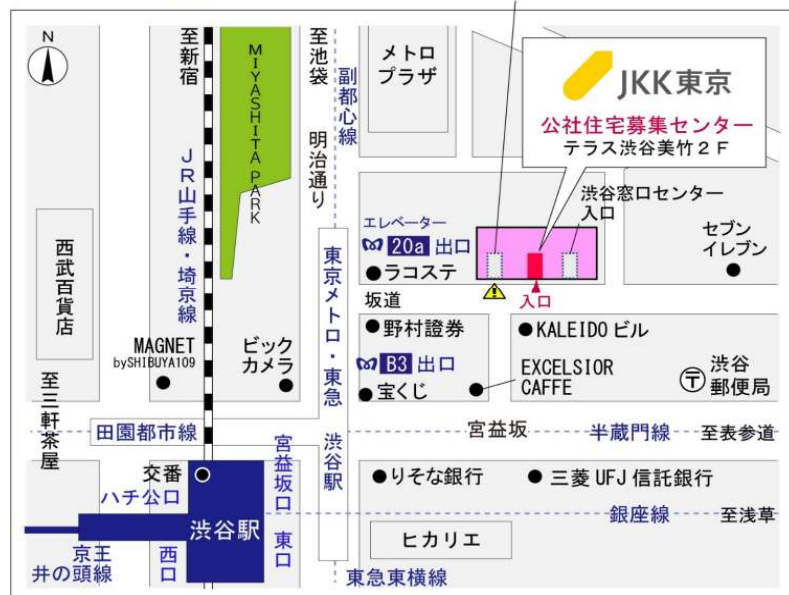 N
至新宿
MIYASHITA PARK
至池袋
副都心線
明治通り
メトロ
プラザ
JKK東京
公社住宅募集センター
テラス渋谷美竹2F
JR山手線・埼京線
渋谷窓口センター
入口
エレベーター
20a 出口
セブン
イレブン
西武百貨店
ラコステ
東京メトロ・東急 渋谷駅
坂道
入口
野村證券
KALEIDO ビル
MAGNET
bySHIBUYA109
ビック
カメラ
B3 出口
EXCELSIOR
CAFFE
渋谷
郵便局
至三軒茶屋
宝くじ
田園都市線
宮益坂
半蔵門線
至表参道
交番
宮益坂口
りそな銀行
三菱 UFJ 信託銀行
ハチ公口
渋谷駅
銀座線
至浅草
東口
西口
ヒカリエ
京王
井の頭線
東急東横線